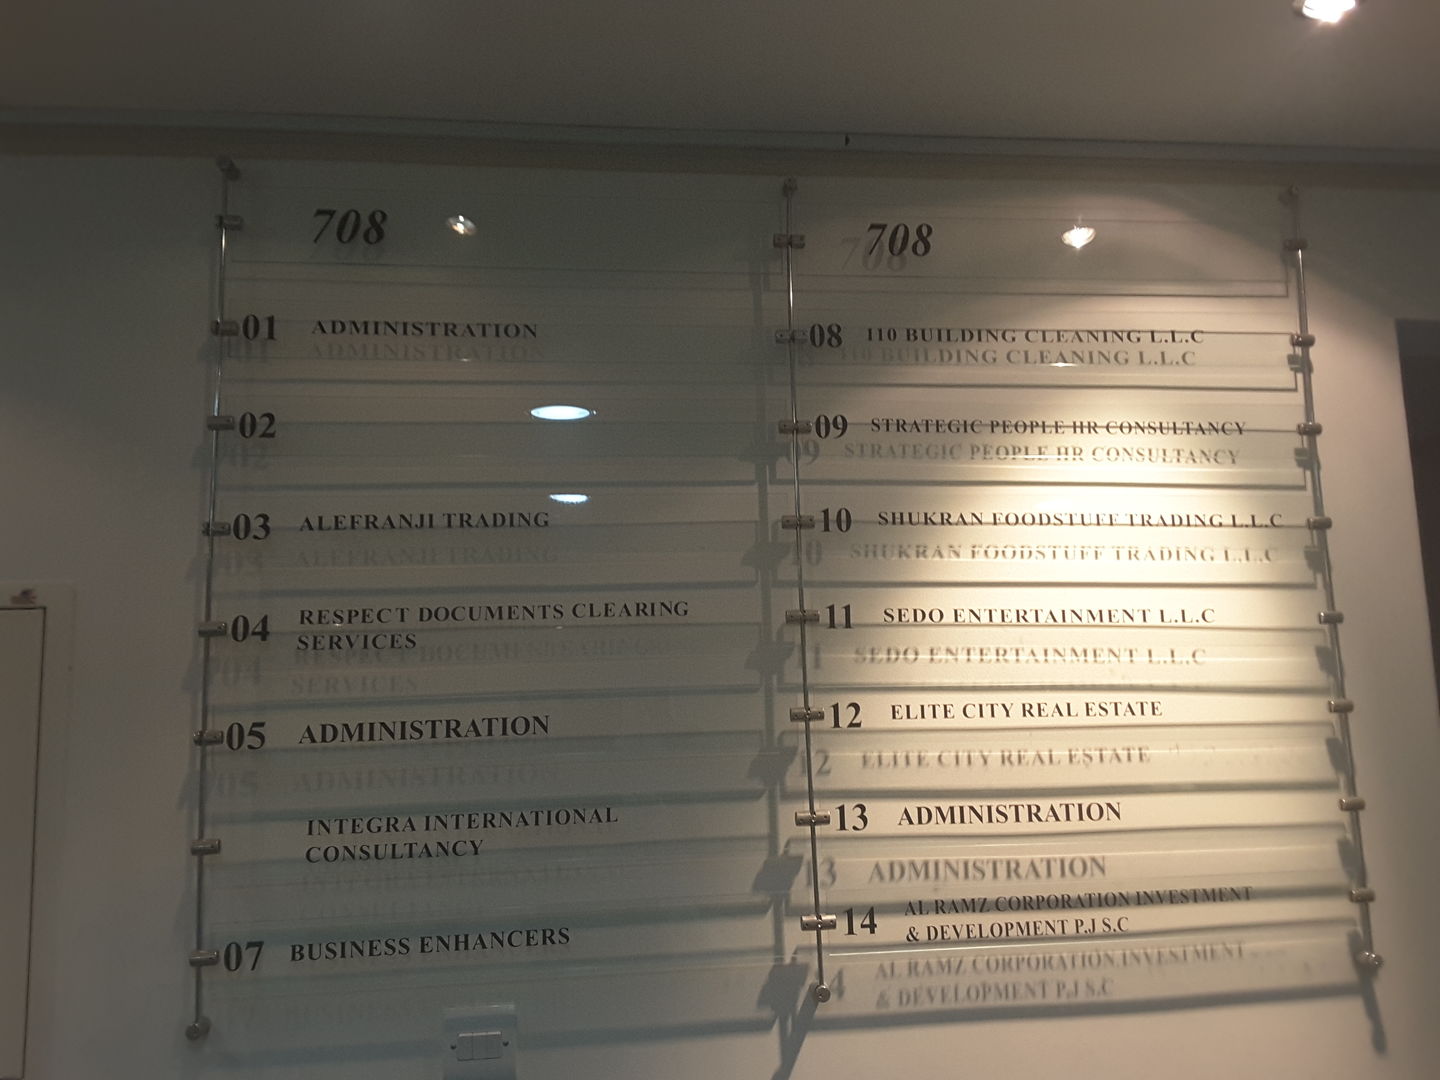 708
01 ADMINISTRATION
02
03 ALEFRANJI TRADING
04 RESPECT DOCUMENTS CLEARING
SERVICES
05 ADMINISTRATION
INTEGRA INTERNATIONAL
CONSULTANCY
07 BUSINESS ENHANCERS
708
08 110 BUILDING CLEANING L.L.C
09 STRATEGIC PEOPLE HR CONSULTANCY
10 SHUKRAN FOODSTUFF TRADING L.L.C
11 SEDO ENTERTAINMENT L.L.C
12 ELITE CITY REAL ESTATE
13 ADMINISTRATION
14 AL RAMZ CORPORATION INVESTMENT
& DEVELOPMENT P.J S.C